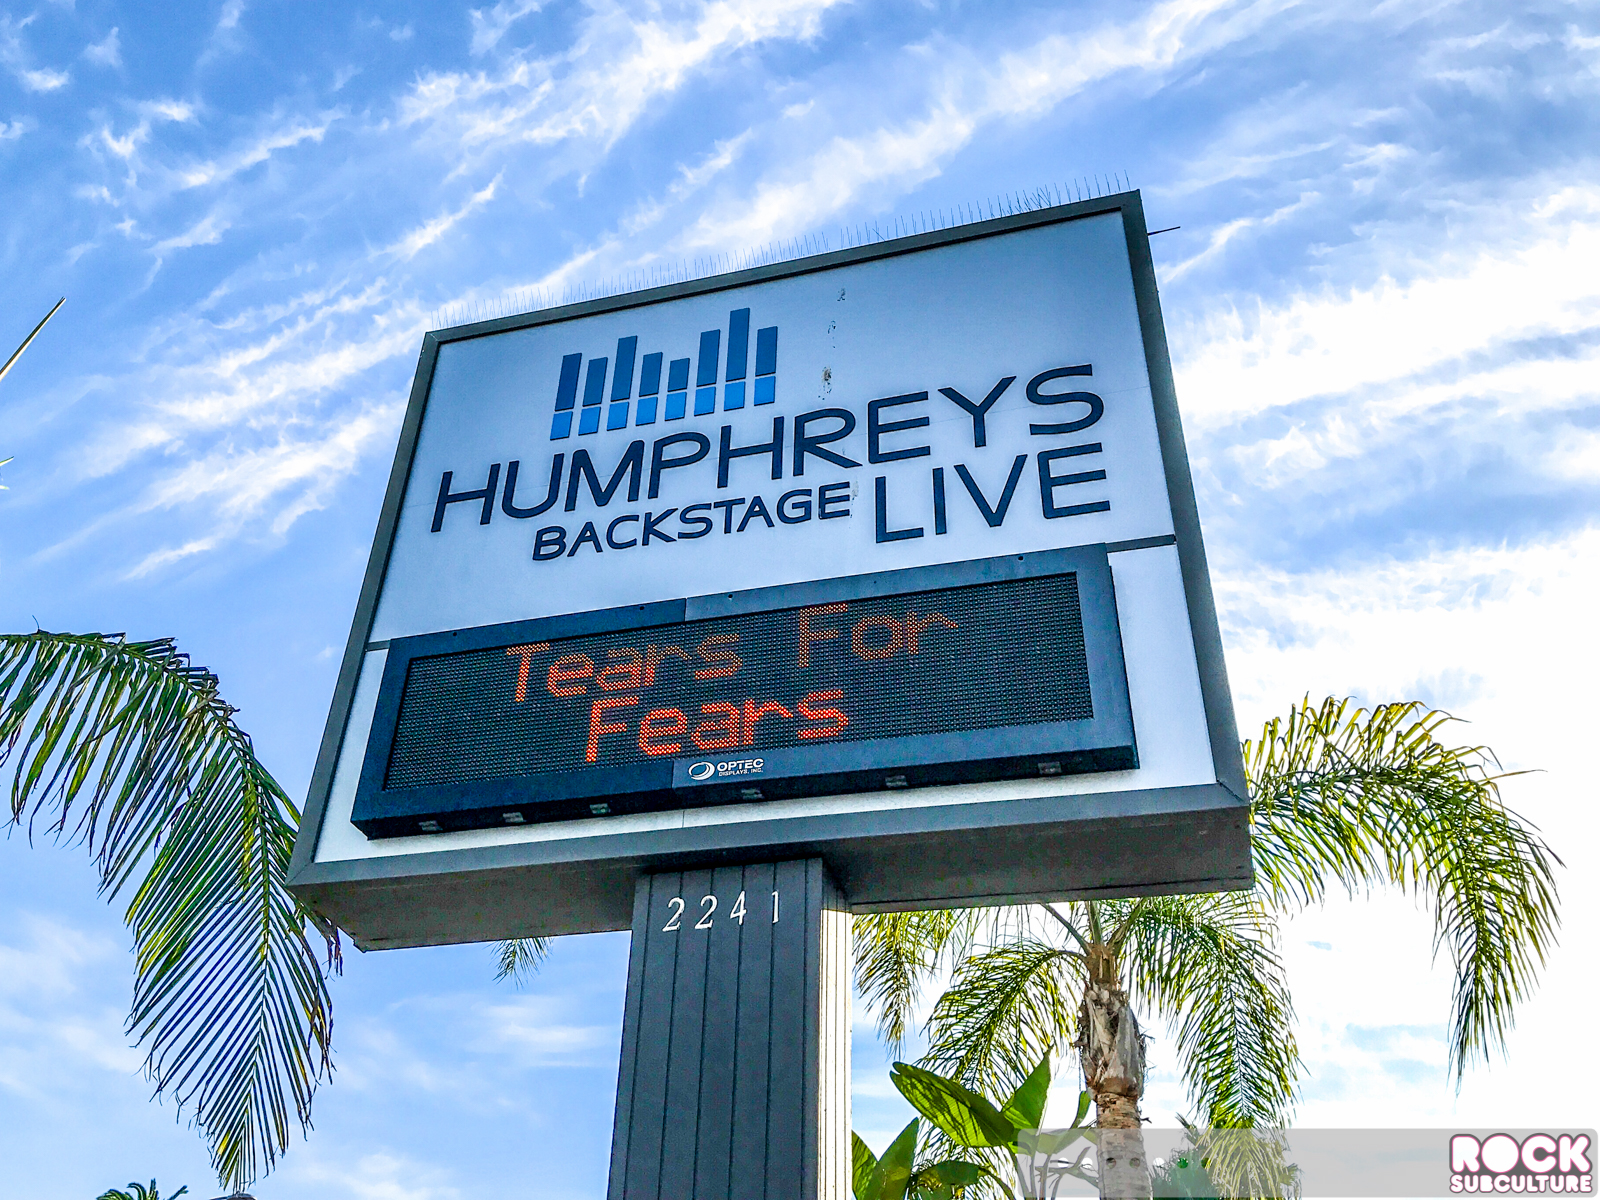 HUMPHREYS
BACKSTAGE LIVE
Tears For
Fears
OPTEC
DISPLAYS, INC.
2241
ROCK
SUBCULTURE